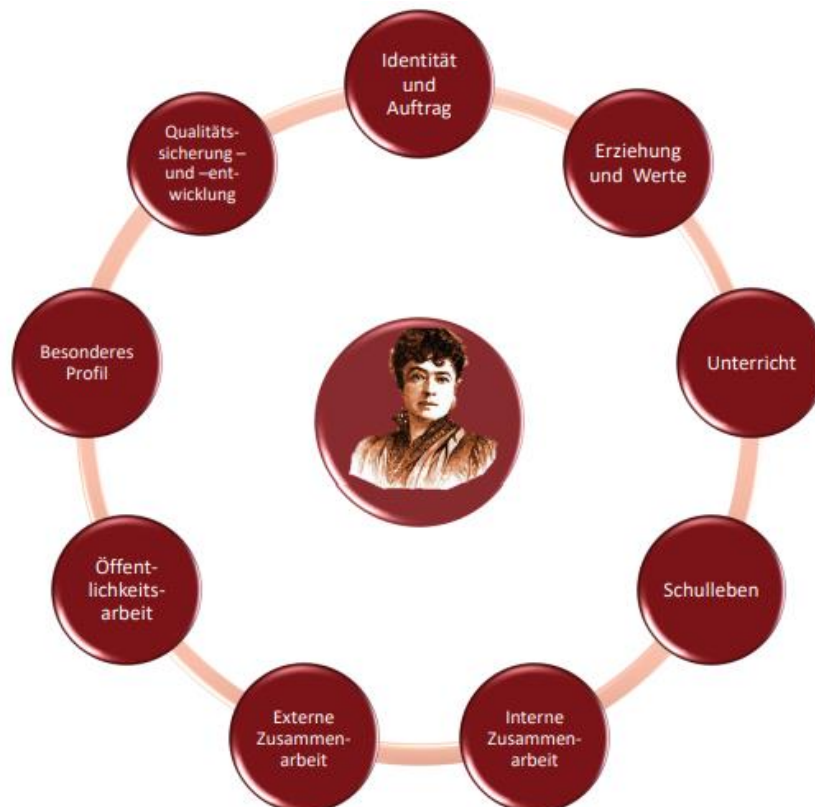 Identität
und
Auftrag
Erziehung
und Werte
Unterricht
Schulleben
Interne
Zusammen-
arbeit
Externe
Zusammen-
arbeit
Öffent-
lichkeits-
arbeit
Besonderes
Profil
Qualitäts-
sicherung –
und –ent-
wicklung